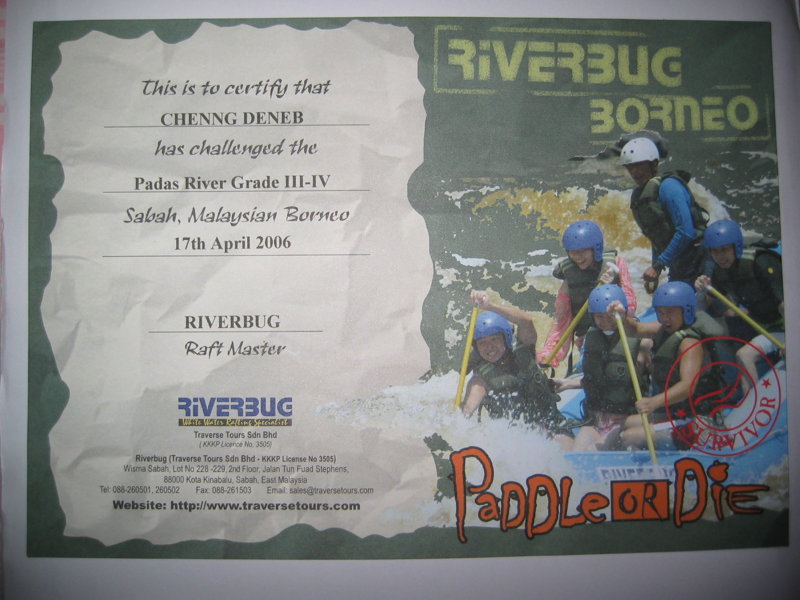 This is to certify that
CHENNG DENEB
has challenged the
Padas River Grade III-IV
Sabah, Malaysian Borneo
17th April 2006
RIVERBUG
Raft Master
RIVERBUG
White Water Rafting Specialist
Traverse Tours Sdn Bhd
( KKKP Licence No. 3505)
Riverbug (Traverse Tours Sdn Bhd - KKKP License No 3505)
Wisma Sabah, Lot No 228 -229, 2nd Floor, Jalan Tun Fuad Stephens,
88000 Kota Kinabalu, Sabah, East Malaysia
Tel: 088-260501, 260502 Fax: 088-261503 Email: sales@traversetours.com
Website: http://www.traversetours.com
RIVERBUG
BORNEO
SURVIVOR
PADDLE OR DIE